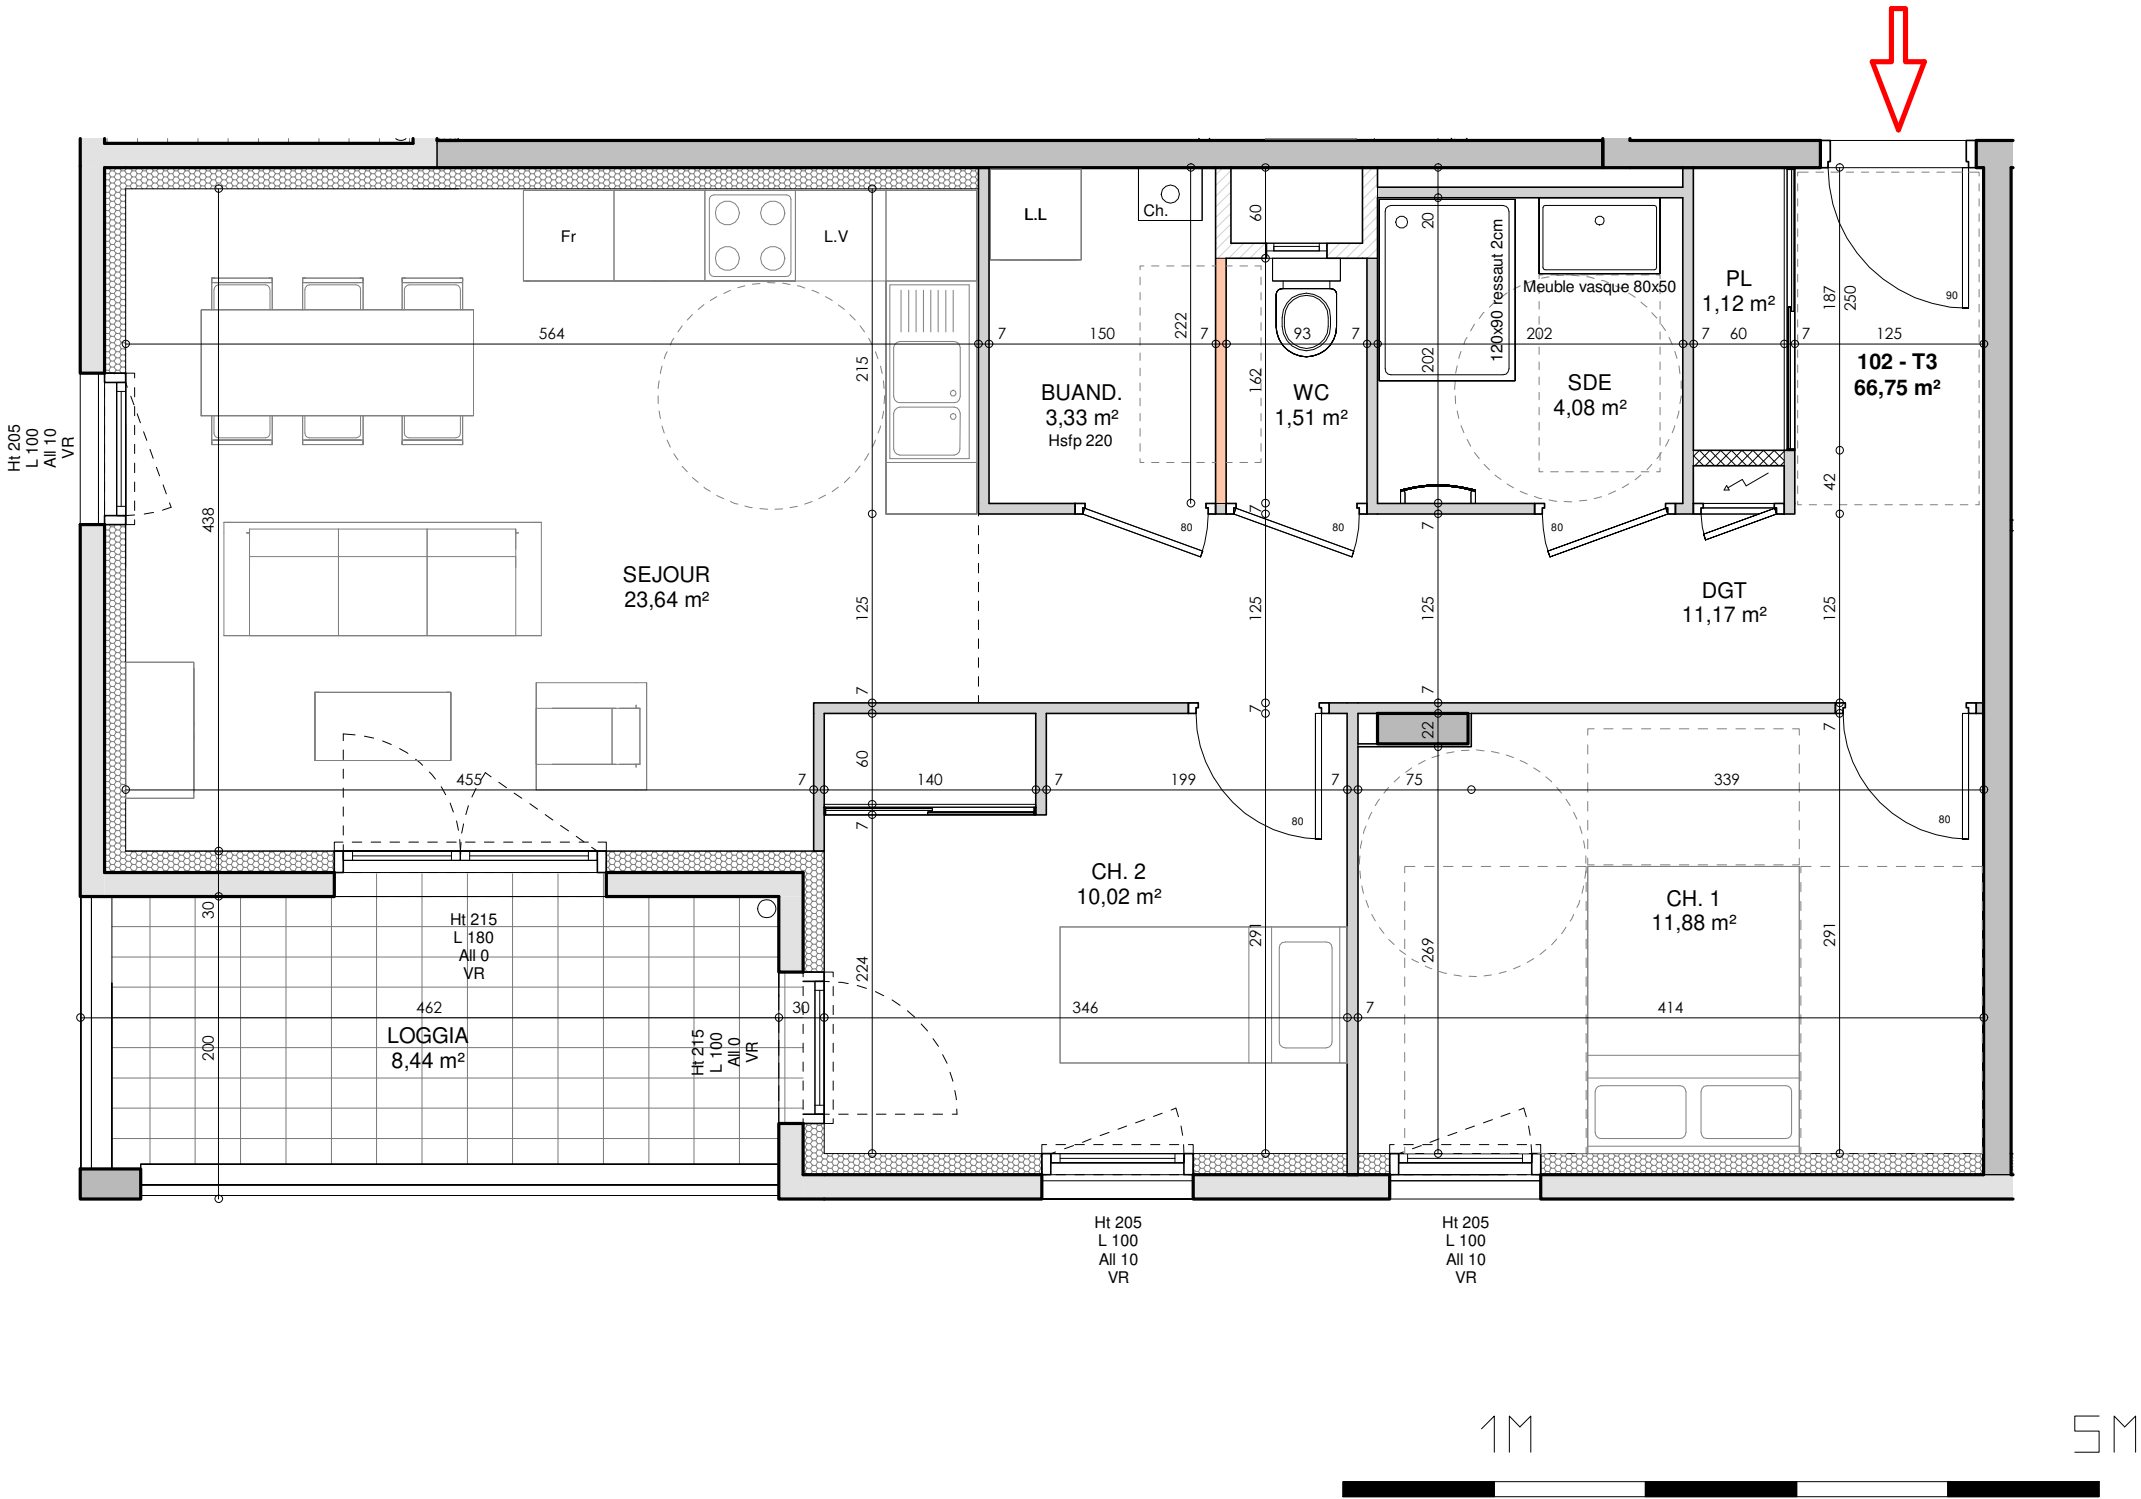 Fr
L.V
L.L
Ch.
60
20
120x90 ressaut 2cm
Meuble vasque 80x50
PL
1,12 m²
187
250
90
564
7
150
222
7
93
7
202
7
60
7
125
102 - T3
66,75 m²
215
162
202
BUAND.
3,33 m²
Hsfp 220
WC
1,51 m²
SDE
4,08 m²
Ht 205
L 100
All 10
VR
438
42
80
7
80
7
80
SEJOUR
23,64 m²
125
125
125
125
DGT
11,17 m²
7
7
7
7
22
60
455
7
140
7
199
7
75
339
7
80
80
CH. 2
10,02 m²
CH. 1
11,88 m²
30
Ht 215
L 180
All 0
VR
224
291
269
291
462
30
346
7
414
LOGGIA
8,44 m²
200
Ht 215
L 100
All 0
VR
Ht 205
L 100
All 10
VR
Ht 205
L 100
All 10
VR
1M
5M